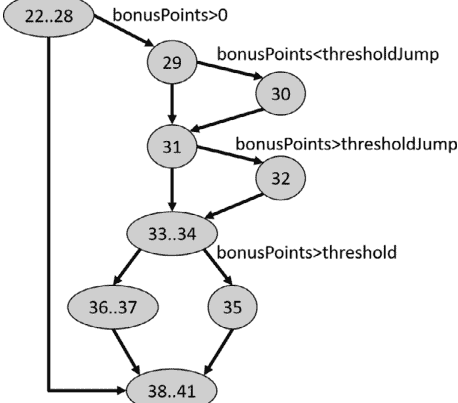 22..28
bonusPoints>0
29
bonusPoints<thresholdJump
30
31
bonusPoints>thresholdJump
32
33..34
bonusPoints>threshold
36..37
35
38..41